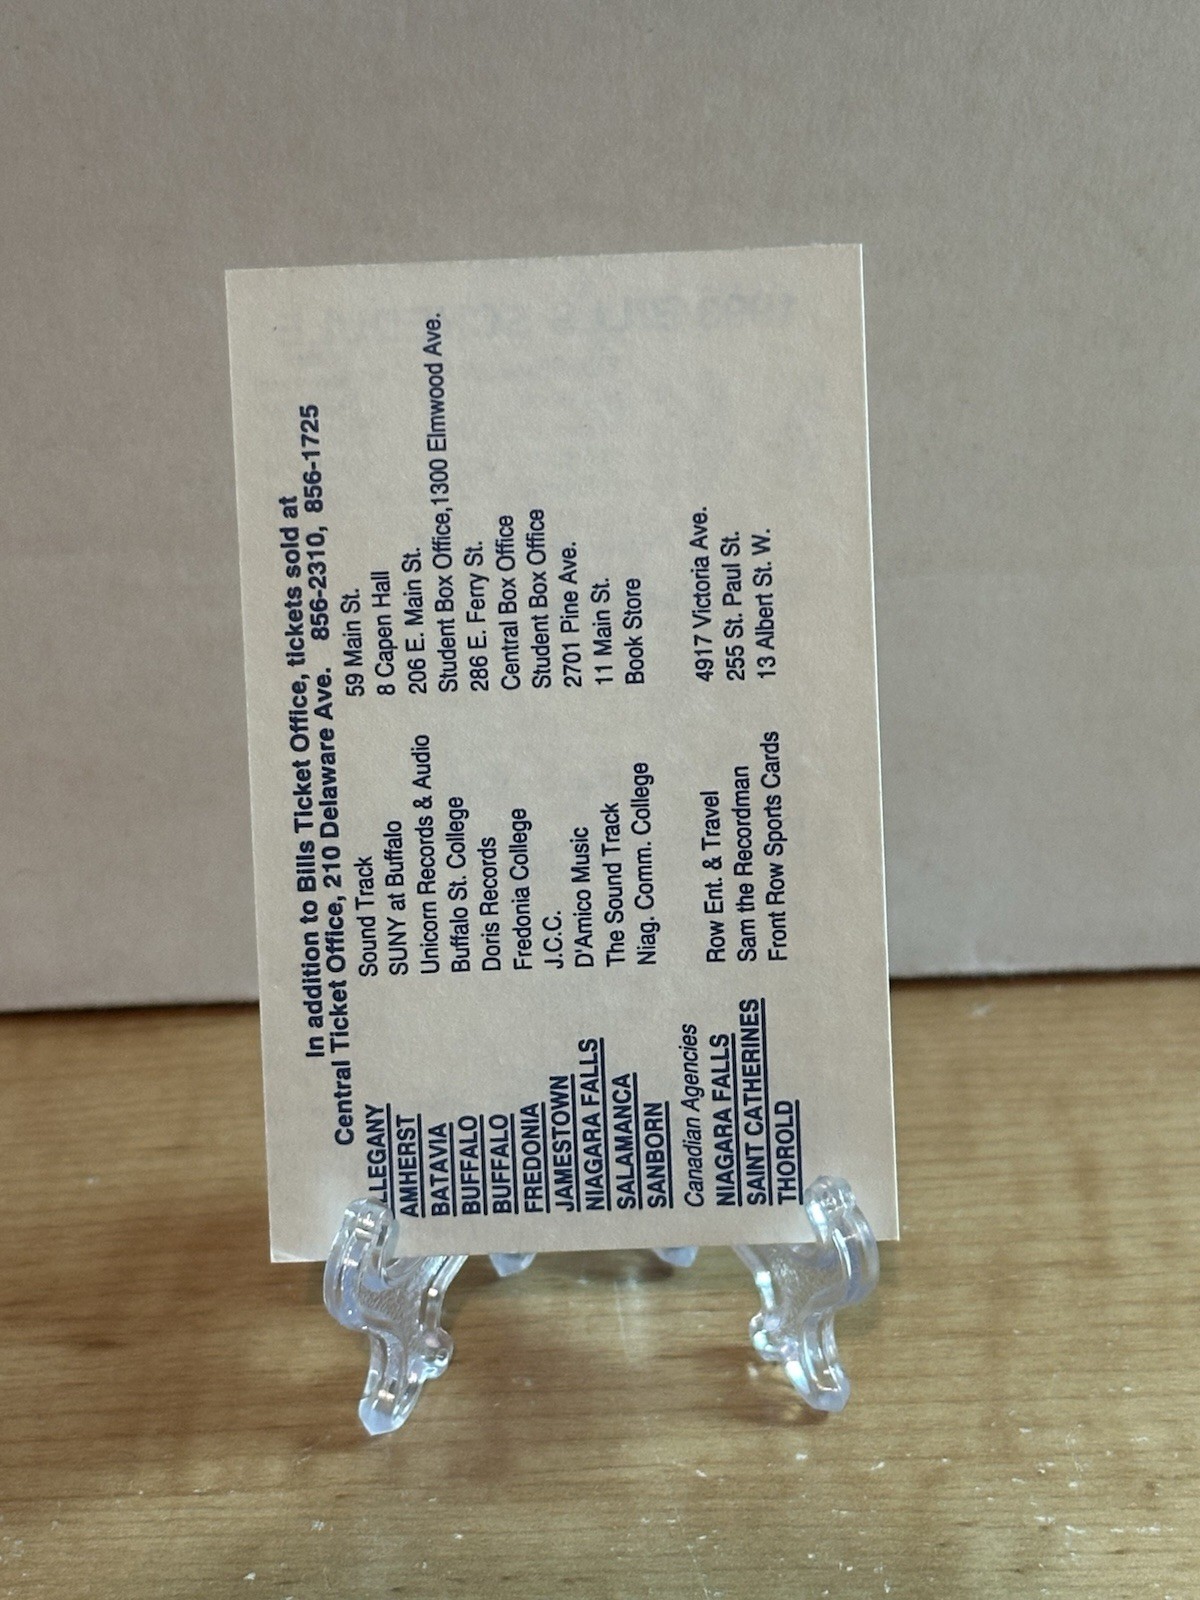 In addition to Bills Ticket Office, tickets sold at
Central Ticket Office, 210 Delaware Ave. 856-2310, 856-1725
LLEGANY Sound Track 59 Main St.
AMHERST SUNY at Buffalo 8 Capen Hall
BATAVIA Unicorn Records & Audio 206 E. Main St.
BUFFALO Buffalo St. College Student Box Office,1300 Elmwood Ave.
BUFFALO Doris Records 286 E. Ferry St.
FREDONIA Fredonia College Central Box Office
JAMESTOWN J.C.C. Student Box Office
NIAGARA FALLS D'Amico Music 2701 Pine Ave.
SALAMANCA The Sound Track 11 Main St.
SANBORN Niag. Comm. College Book Store
Canadian Agencies
NIAGARA FALLS Row Ent. & Travel 4917 Victoria Ave.
SAINT CATHERINES Sam the Recordman 255 St. Paul St.
THOROLD Front Row Sports Cards 13 Albert St. W.